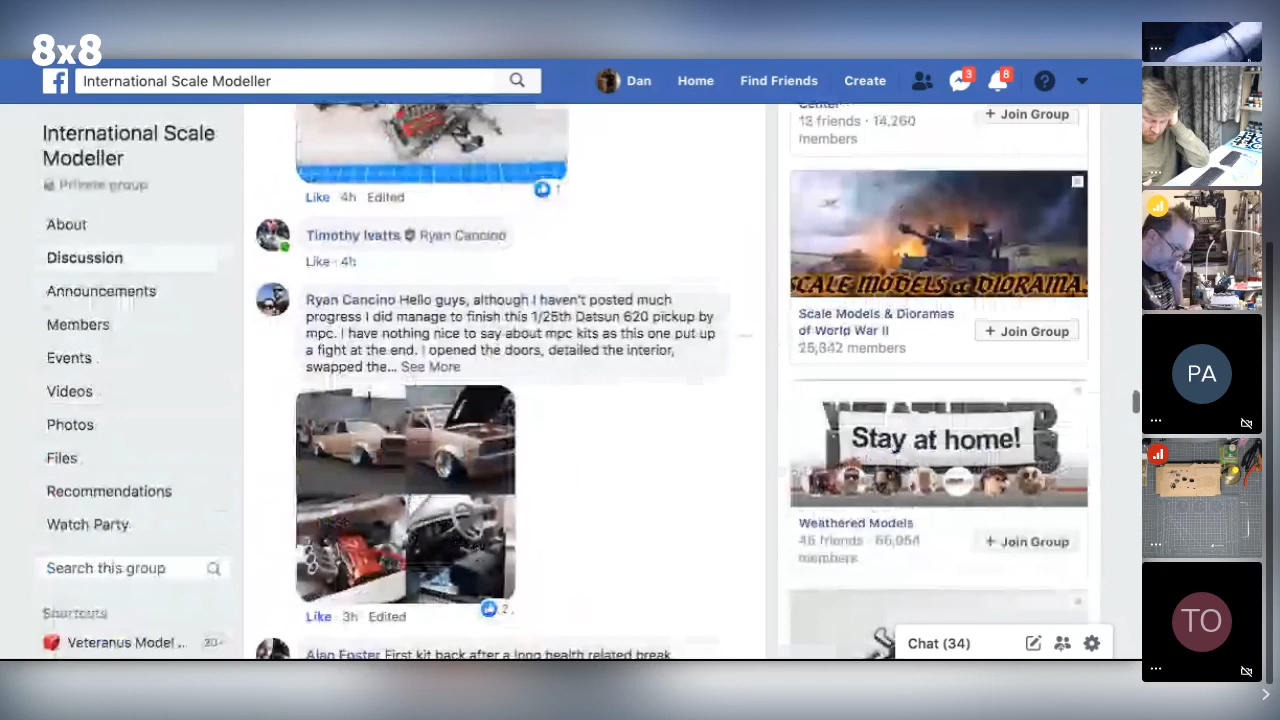 8x8
International Scale Modeller
Dan
Home
Find Friends
Create
3
8
International Scale
Modeller
Private group
About
Discussion
Announcements
Members
Events
Videos
Photos
Files
Recommendations
Watch Party
Search this group
Shortcuts
Veteranus Model ...
20+
Like 4h Edited
1
Timothy Ivatts Ryan Cancino
Like · 4h
Ryan Cancino Hello guys, although I haven't posted much
progress I did manage to finish this 1/25th Datsun 620 pickup by
mpc. I have nothing nice to say about mpc kits as this one put up
a fight at the end. I opened the doors, detailed the interior,
swapped the... See More
Like 3h Edited
2
Alan Foster First kit back after a long health related break
Center
13 friends · 14,260
members
+ Join Group
SCALE MODELS & DIORAMA
Scale Models & Dioramas
of World War II
25,842 members
+ Join Group
Stay at home!
Weathered Models
members
+ Join Group
Chat (34)
PA
TO